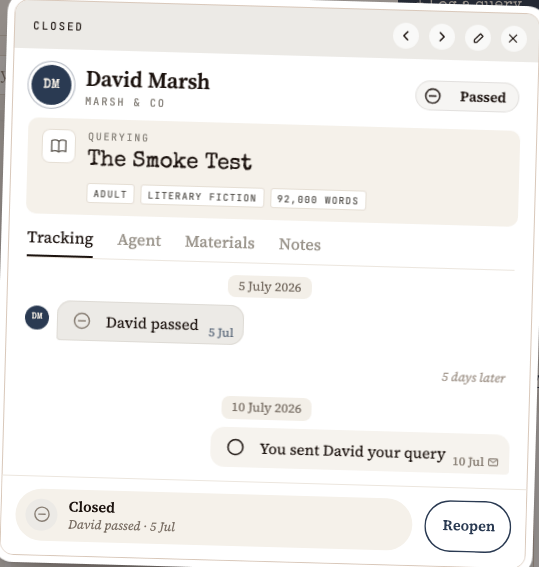 CLOSED
DM
David Marsh
MARSH & CO
Passed
QUERYING
The Smoke Test
ADULT
LITERARY FICTION
92,000 WORDS
Tracking
Agent
Materials
Notes
5 July 2026
DM
David passed 5 Jul
5 days later
10 July 2026
You sent David your query 10 Jul
Closed
David passed · 5 Jul
Reopen